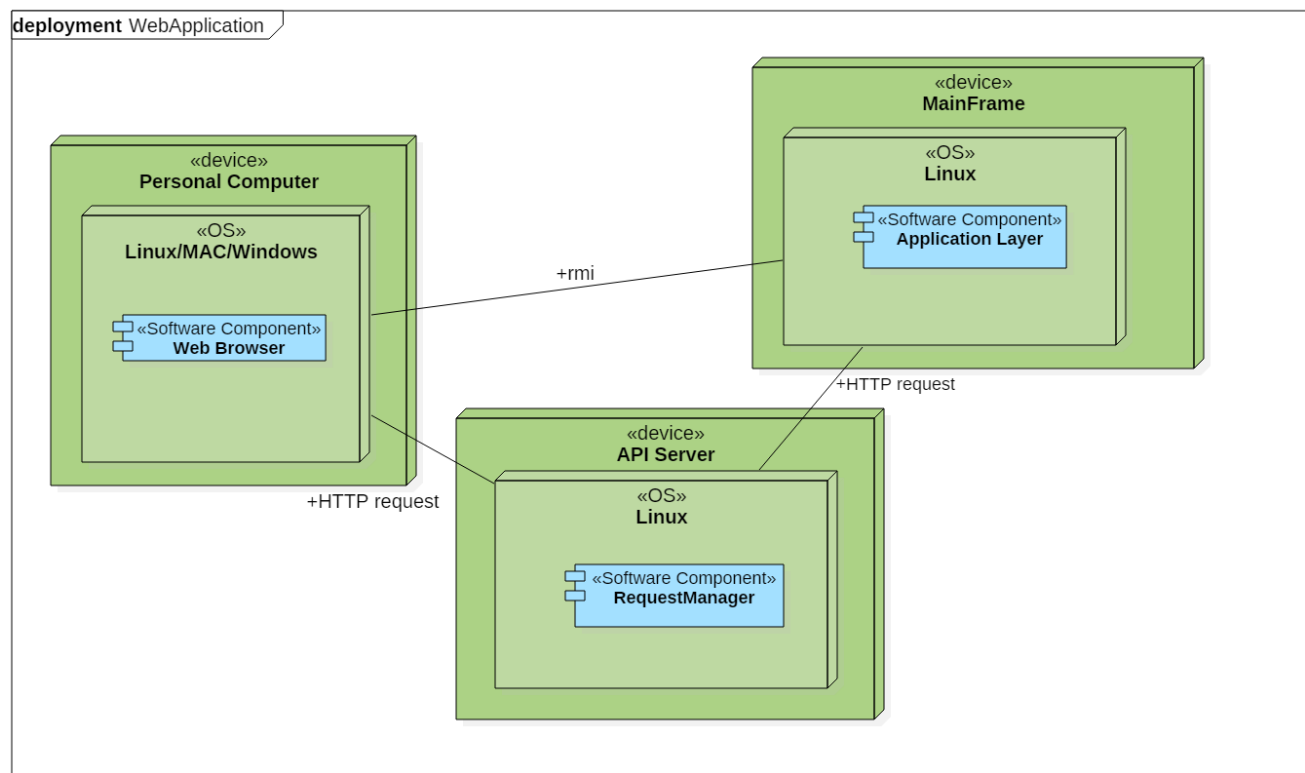 deployment WebApplication
«device»
MainFrame
«OS»
Linux
«Software Component»
Application Layer
«device»
Personal Computer
«OS»
Linux/MAC/Windows
«Software Component»
Web Browser
+rmi
+HTTP request
+HTTP request
«device»
API Server
«OS»
Linux
«Software Component»
RequestManager